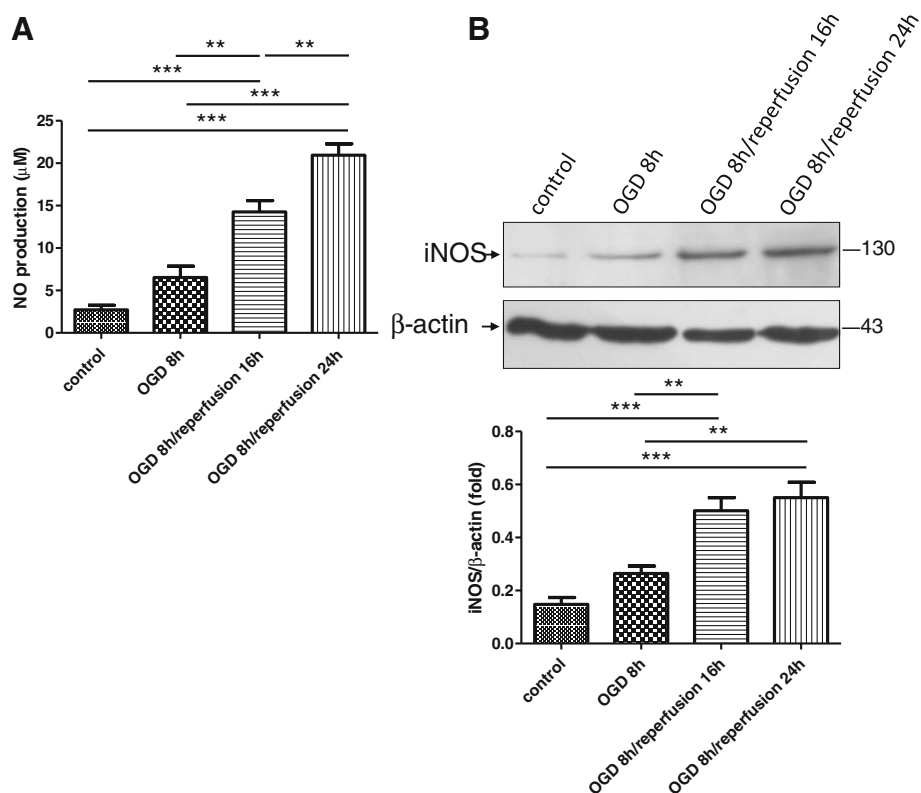 A
**
**
***
***
***
NO production (µM)
25
20
15
10
5
0
control
OGD 8h
OGD 8h/reperfusion 16h
OGD 8h/reperfusion 24h
B
control
OGD 8h
OGD 8h/reperfusion 16h
OGD 8h/reperfusion 24h
iNOS
130
β-actin
43
**
***
**
***
iNOS/β-actin (fold)
0.8
0.6
0.4
0.2
0.0
control
OGD 8h
OGD 8h/reperfusion 16h
OGD 8h/reperfusion 24h